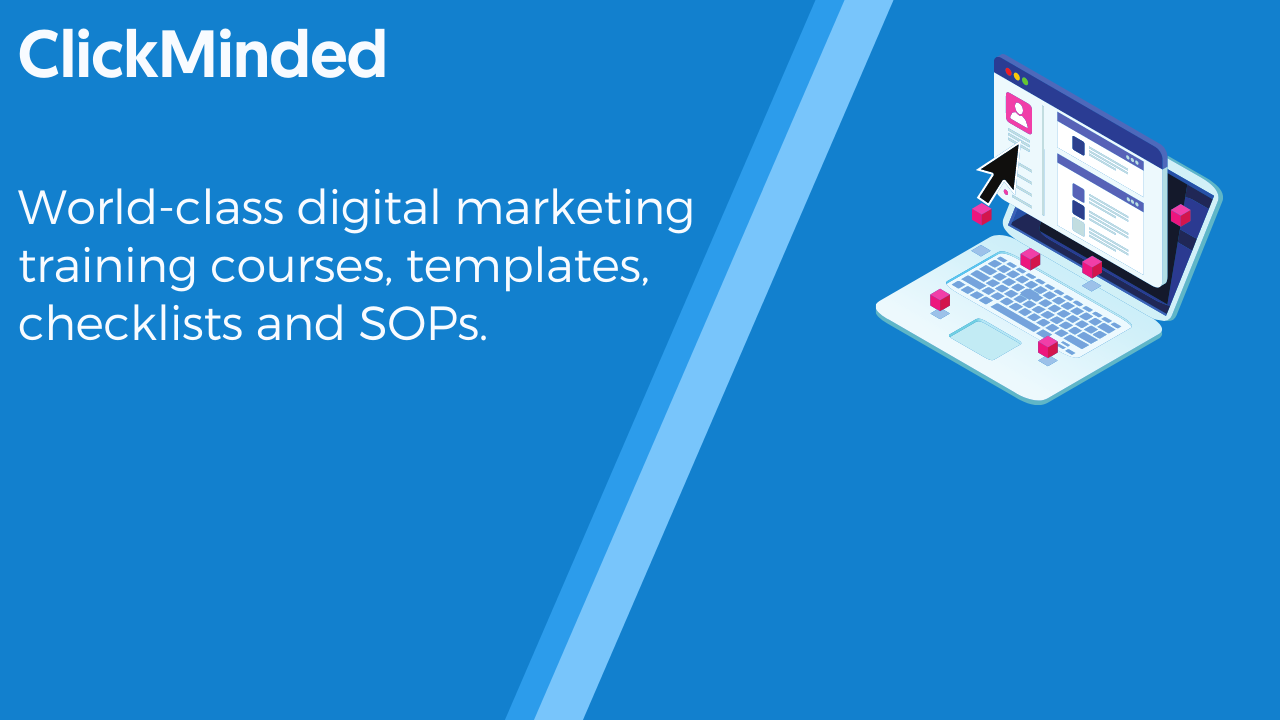 ClickMinded
World-class digital marketing
training courses, templates,
checklists and SOPs.